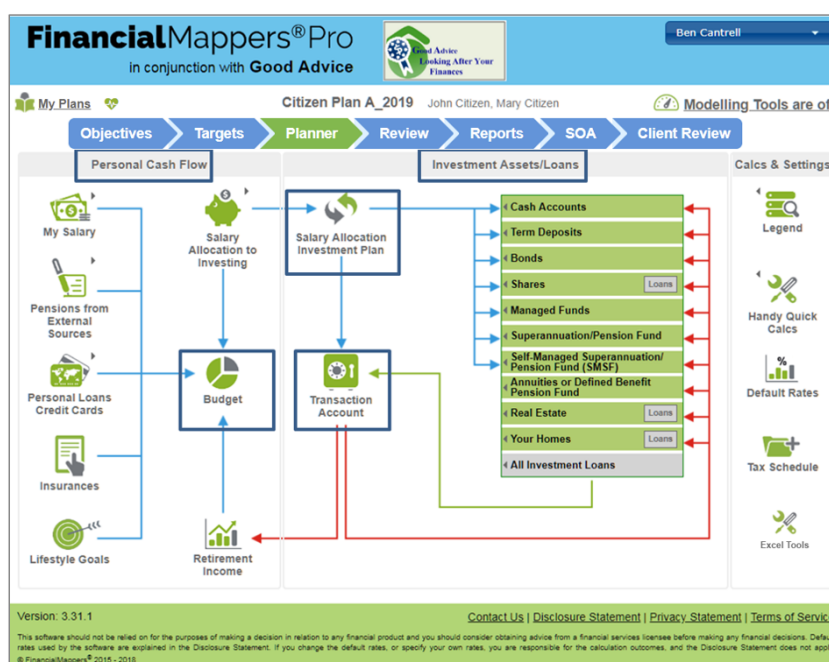 FinancialMappers®Pro
in conjunction with Good Advice
Good Advice
Looking After Your
Finances
Ben Cantrell
My Plans
Citizen Plan A_2019 John Citizen, Mary Citizen
Modelling Tools are of
Objectives Targets Planner Review Reports SOA Client Review
Personal Cash Flow
Investment Assets/Loans
Calcs & Settings
My Salary
Salary
Allocation to
Investing
Pensions from
External
Sources
Personal Loans
Credit Cards
Budget
Insurances
Lifestyle Goals
Retirement
Income
Salary Allocation
Investment Plan
Transaction
Account
Cash Accounts
Term Deposits
Bonds
Shares Loans
Managed Funds
Superannuation/Pension Fund
Self-Managed Superannuation/
Pension Fund (SMSF)
Annuities or Defined Benefit
Pension Fund
Real Estate Loans
Your Homes Loans
All Investment Loans
Legend
Handy Quick
Calcs
%
Default Rates
Tax Schedule
Excel Tools
Version: 3.31.1
Contact Us | Disclosure Statement | Privacy Statement | Terms of Servic
This software should not be relied on for the purposes of making a decision in relation to any financial product and you should consider obtaining advice from a financial services licensee before making any financial decisions. Defau
rates used by the software are explained in the Disclosure Statement. If you change the default rates, or specify your own rates, you are responsible for the calculation outcomes, and the Disclosure Statement does not app
© FinancialMappers® 2015 - 2018